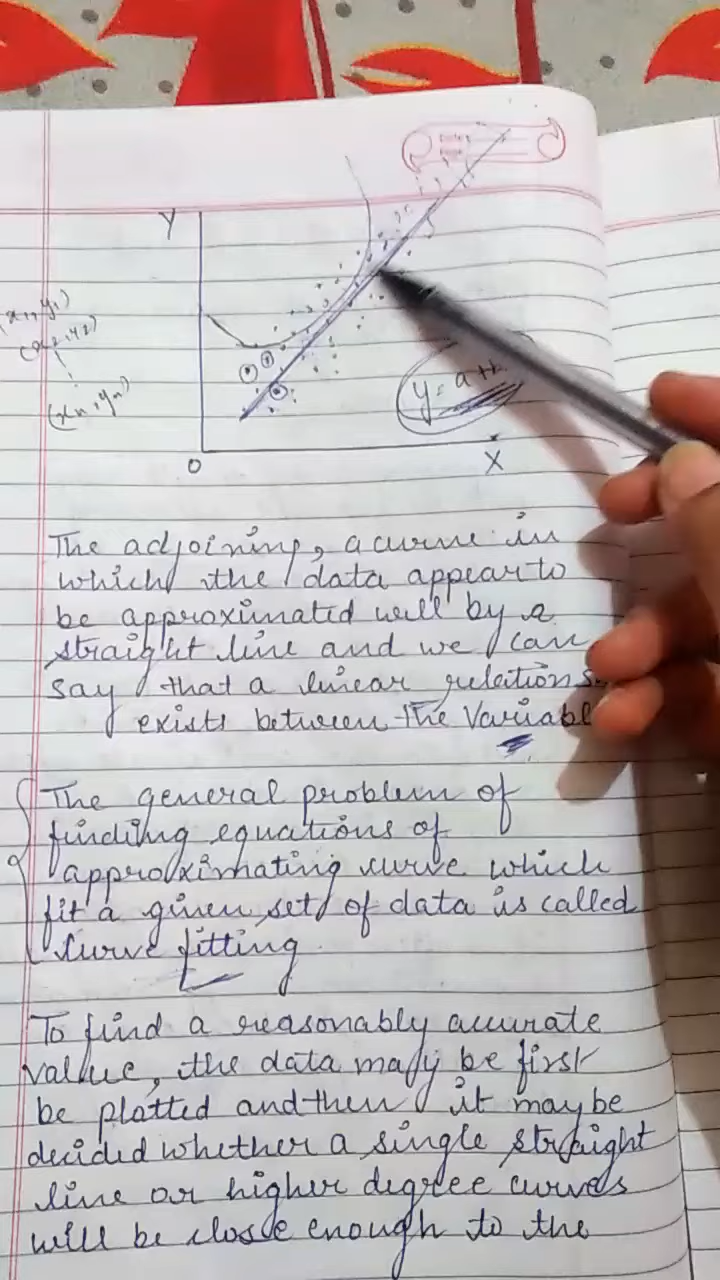 Y
(x₁, y₁)
(x₂, y₂)
(xₙ, yₙ)
y = a +
O
X
The adjoining, a curve in
which the data appear to
be approximated well by a
straight line and we can
say that a linear relations
exists between the Variabl
The general problem of
finding equations of
approximating curve which
fit a given set of data is called
Curve fitting
To find a reasonably accurate
value, the data may be first
be platted and then it may be
decided whether a single straight
line or higher degree curves
will be close enough to the